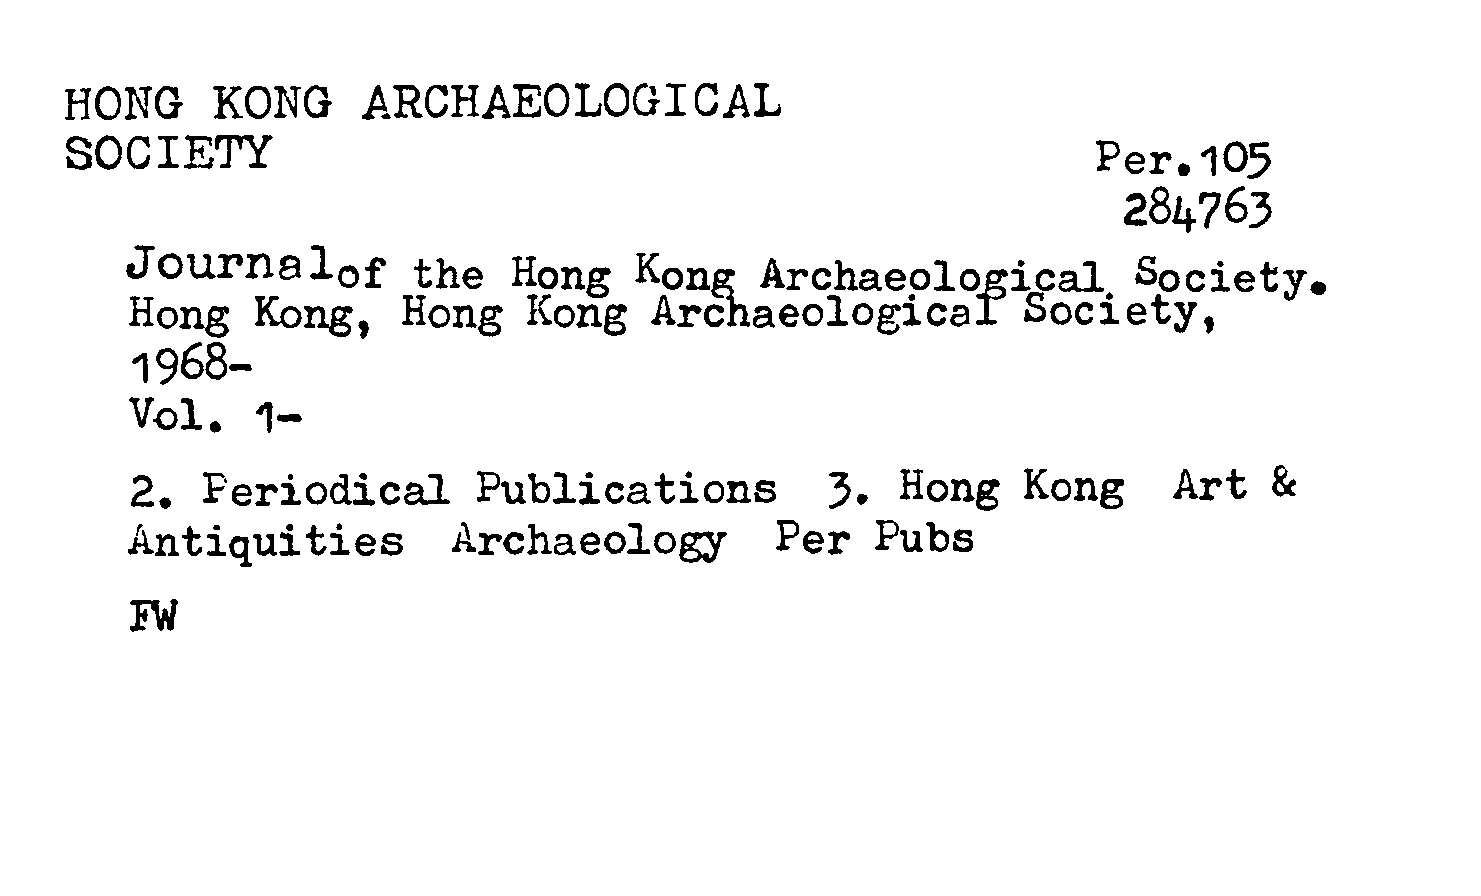 HONG KONG ARCHAEOLOGICAL
SOCIETY
Per.105
284763
Journal of the Hong Kong Archaeological Society.
Hong Kong, Hong Kong Archaeological Society,
1968-
Vol. 1-
2. Periodical Publications 3. Hong Kong Art &
Antiquities Archaeology Per Pubs
FW